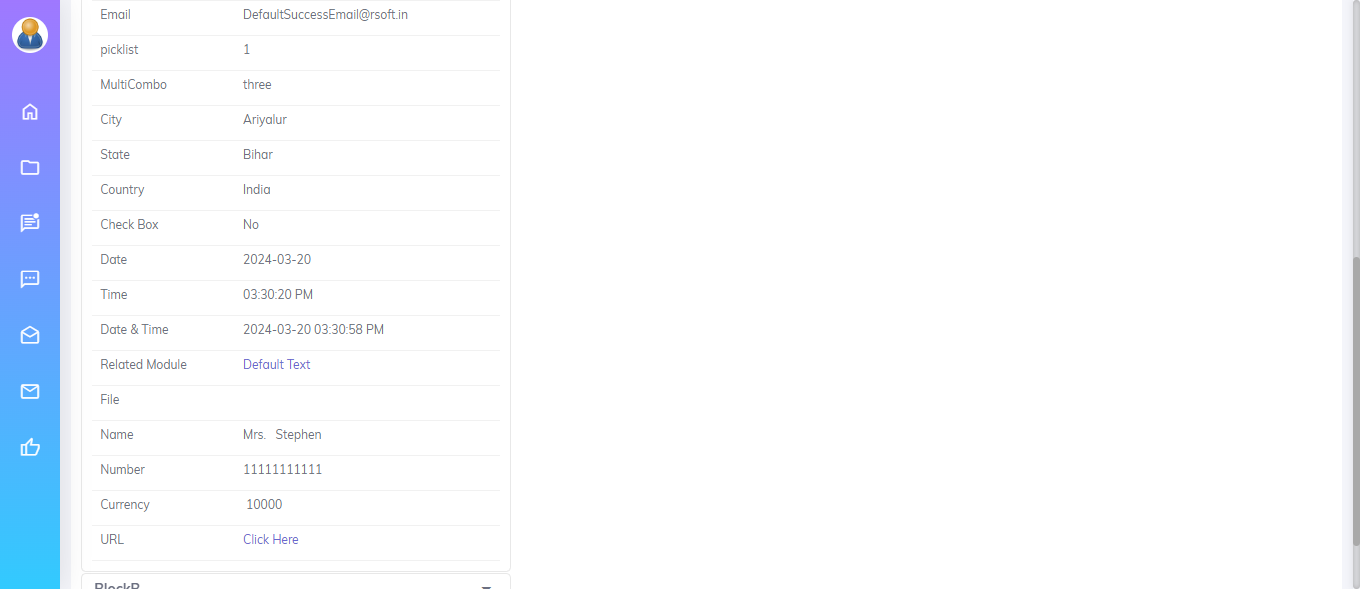 Email DefaultSuccessEmail@rsoft.in
picklist 1
MultiCombo three
City Ariyalur
State Bihar
Country India
Check Box No
Date 2024-03-20
Time 03:30:20 PM
Date & Time 2024-03-20 03:30:58 PM
Related Module Default Text
File
Name Mrs. Stephen
Number 11111111111
Currency 10000
URL Click Here
BlockB